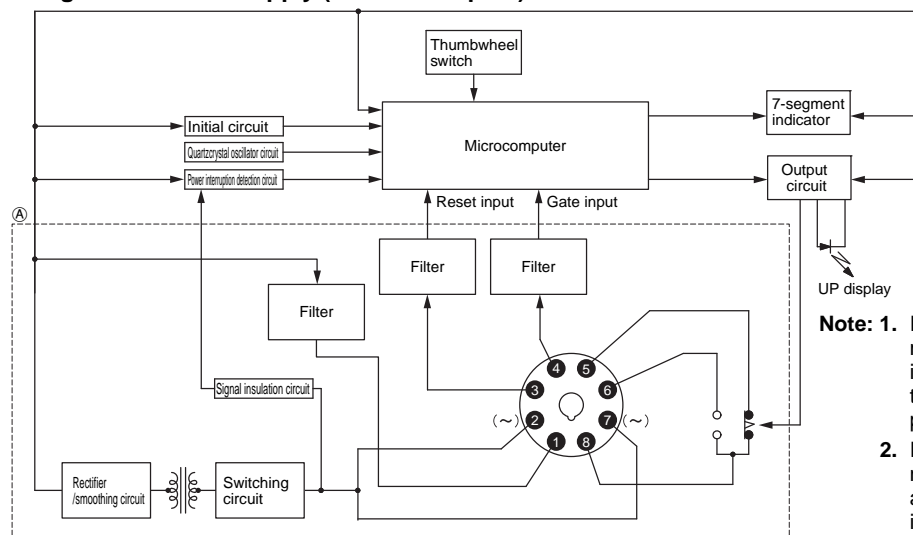 Thumbwheel
switch
7-segment
indicator
Initial circuit
Microcomputer
Quartzcrystal oscillator circuit
Power interruption detection circuit
Output
circuit
Reset input
Gate input
Ⓐ
Filter
Filter
Filter
UP display
Note: 1.
4
5
3
6
Signal insulation circuit
(~)
2
7
(~)
1
8
2.
Rectifier
/smoothing circuit
Switching
circuit